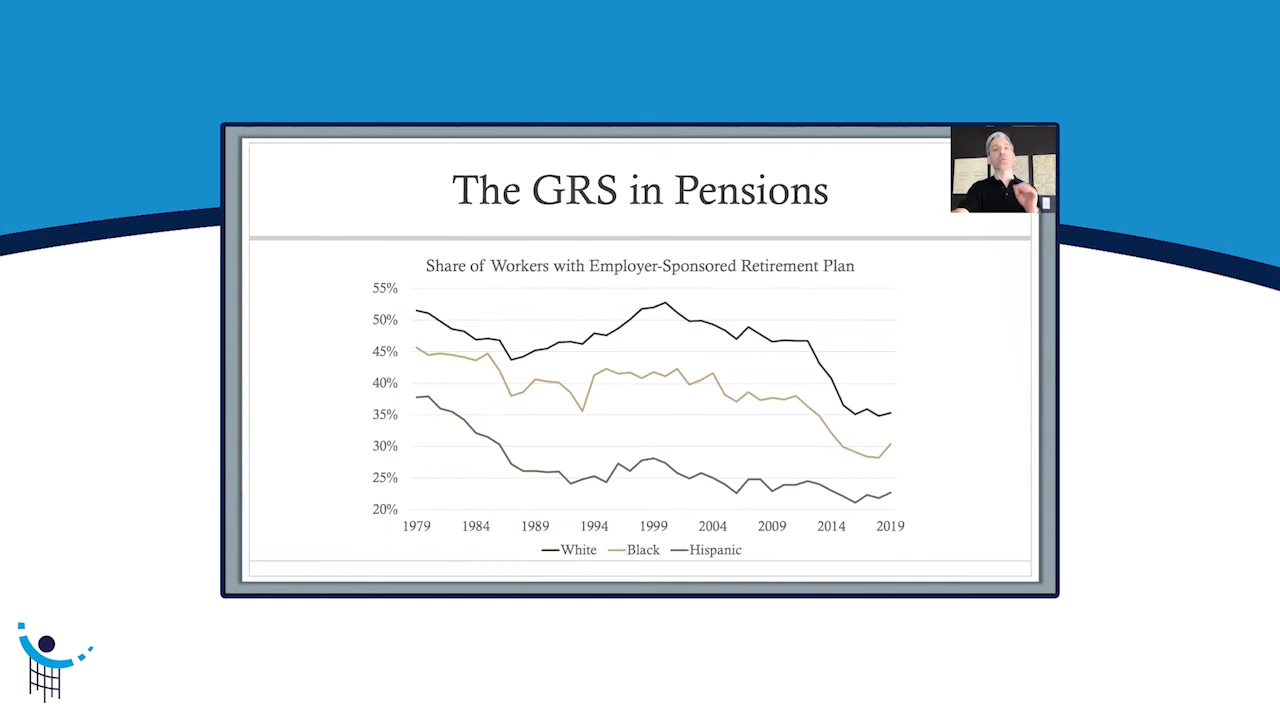 The GRS in Pensions
Share of Workers with Employer-Sponsored Retirement Plan
55%
50%
45%
40%
35%
30%
25%
20%
1979 1984 1989 1994 1999 2004 2009 2014 2019
White Black Hispanic